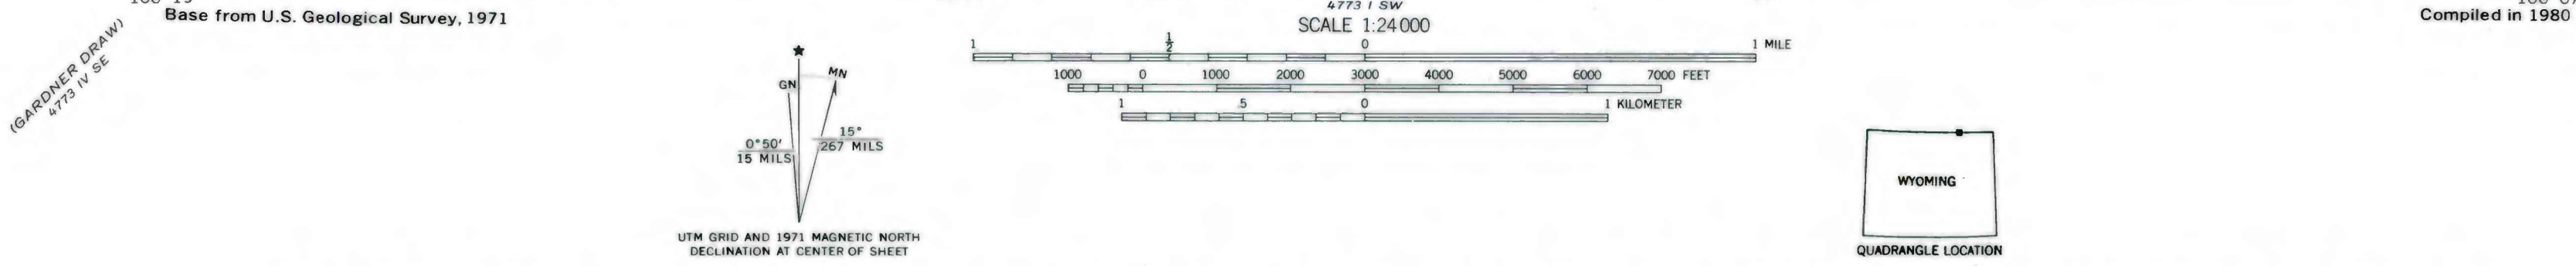 Base from U.S. Geological Survey, 1971
4773 I SW
SCALE 1:24 000
Compiled in 1980
(GARDNER DRAW)
4773 IV SE
1 1/2 0 1 MILE
1000 0 1000 2000 3000 4000 5000 6000 7000 FEET
1 .5 0 1 KILOMETER
★
GN MN
0°50' 15°
15 MILS 267 MILS
UTM GRID AND 1971 MAGNETIC NORTH
DECLINATION AT CENTER OF SHEET
WYOMING
QUADRANGLE LOCATION